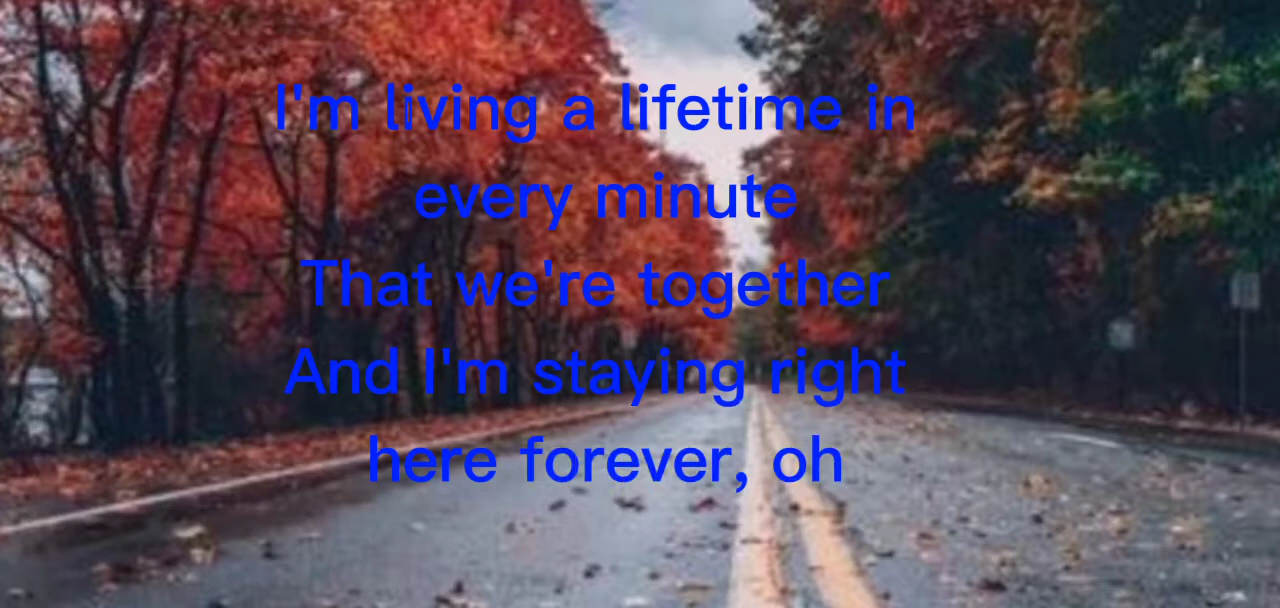 I'm living a lifetime in
every minute
That we're together
And I'm staying right
here forever, oh